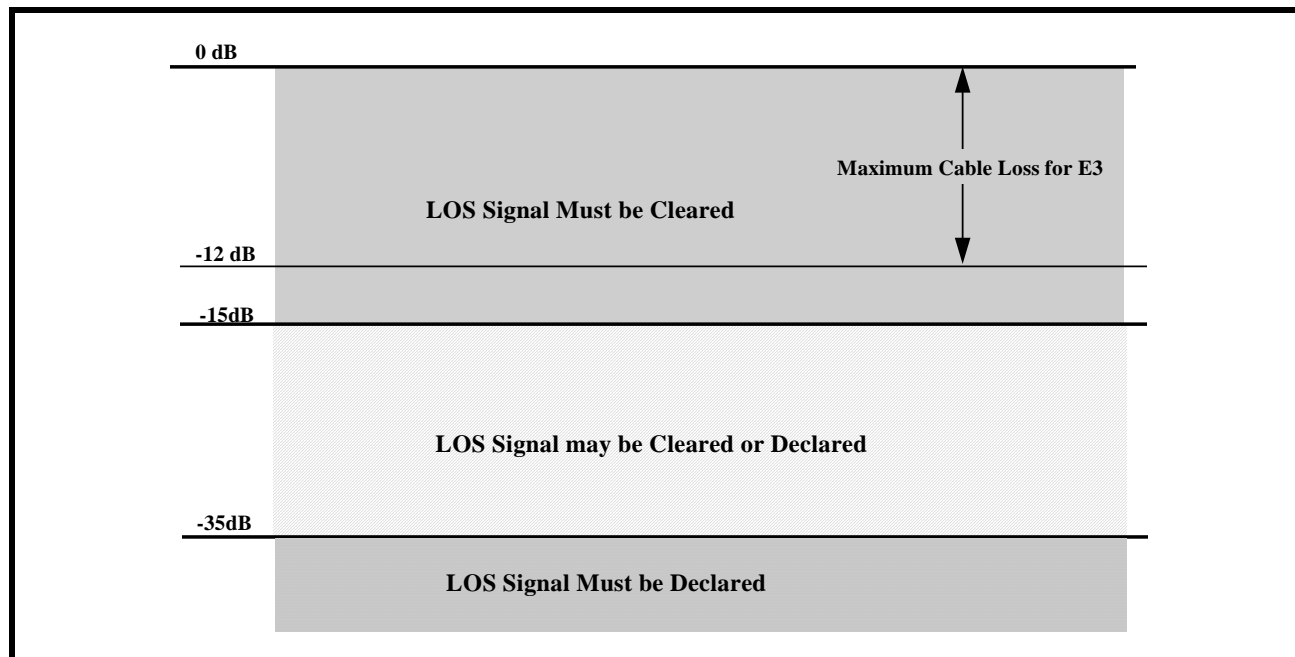 0 dB
Maximum Cable Loss for E3
LOS Signal Must be Cleared
-12 dB
-15dB
LOS Signal may be Cleared or Declared
-35dB
LOS Signal Must be Declared